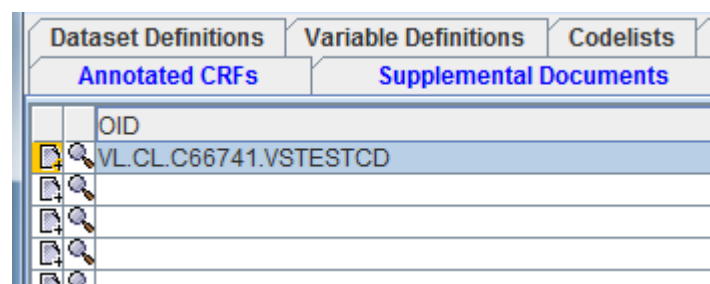 Dataset Definitions Variable Definitions Codelists
Annotated CRFs Supplemental Documents
OID
VL.CL.C66741.VSTESTCD